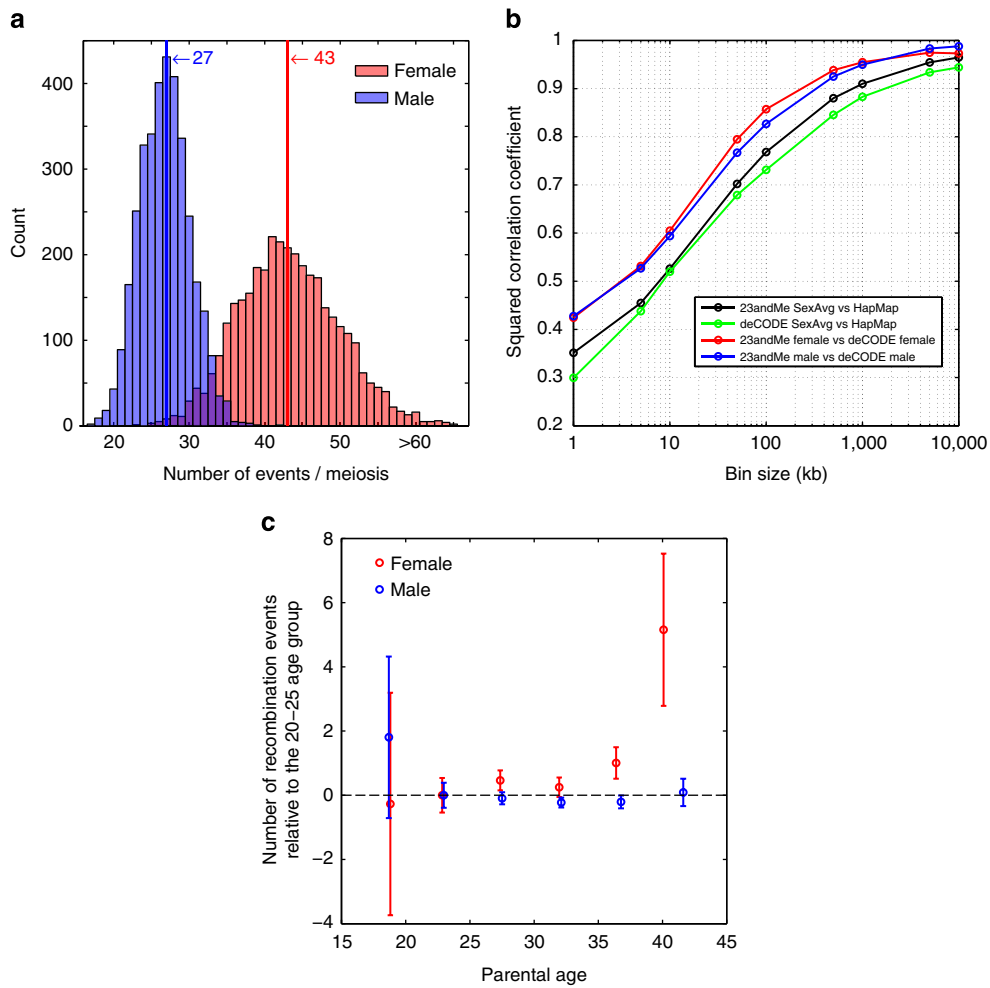 a
←27
←43
Female
Male
400
300
200
100
0
20
30
40
50
>60
Count
Number of events / meiosis
b
1
0.9
0.8
0.7
0.6
0.5
0.4
0.3
0.2
1
10
100
1,000
10,000
Squared correlation coefficient
Bin size (kb)
23andMe SexAvg vs HapMap
deCODE SexAvg vs HapMap
23andMe female vs deCODE female
23andMe male vs deCODE male
c
Female
Male
8
6
4
2
0
−2
−4
15
20
25
30
35
40
45
Number of recombination events
relative to the 20–25 age group
Parental age